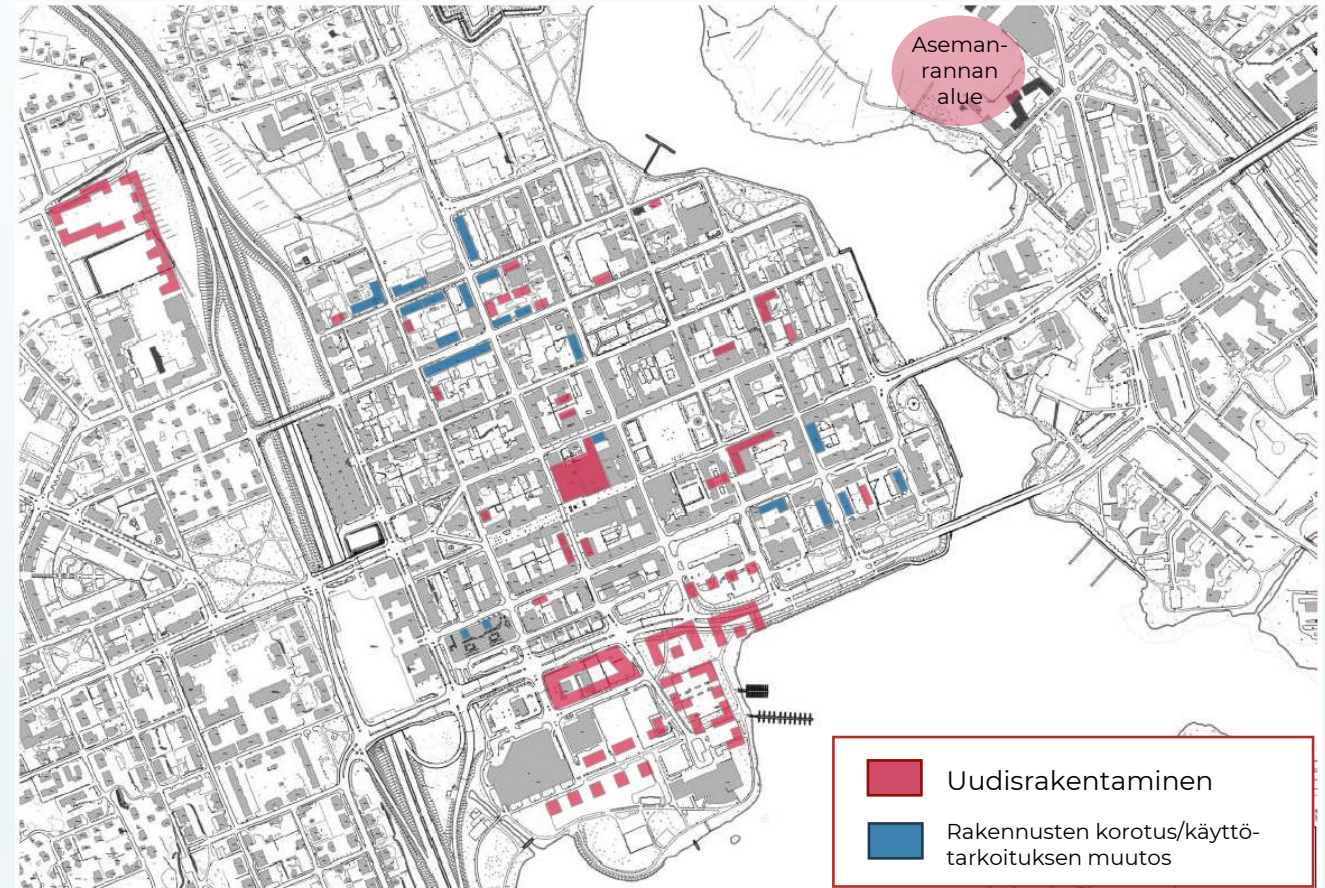 Aseman-
rannan
alue
Uudisrakentaminen
Rakennusten korotus/käyttö-
tarkoituksen muutos